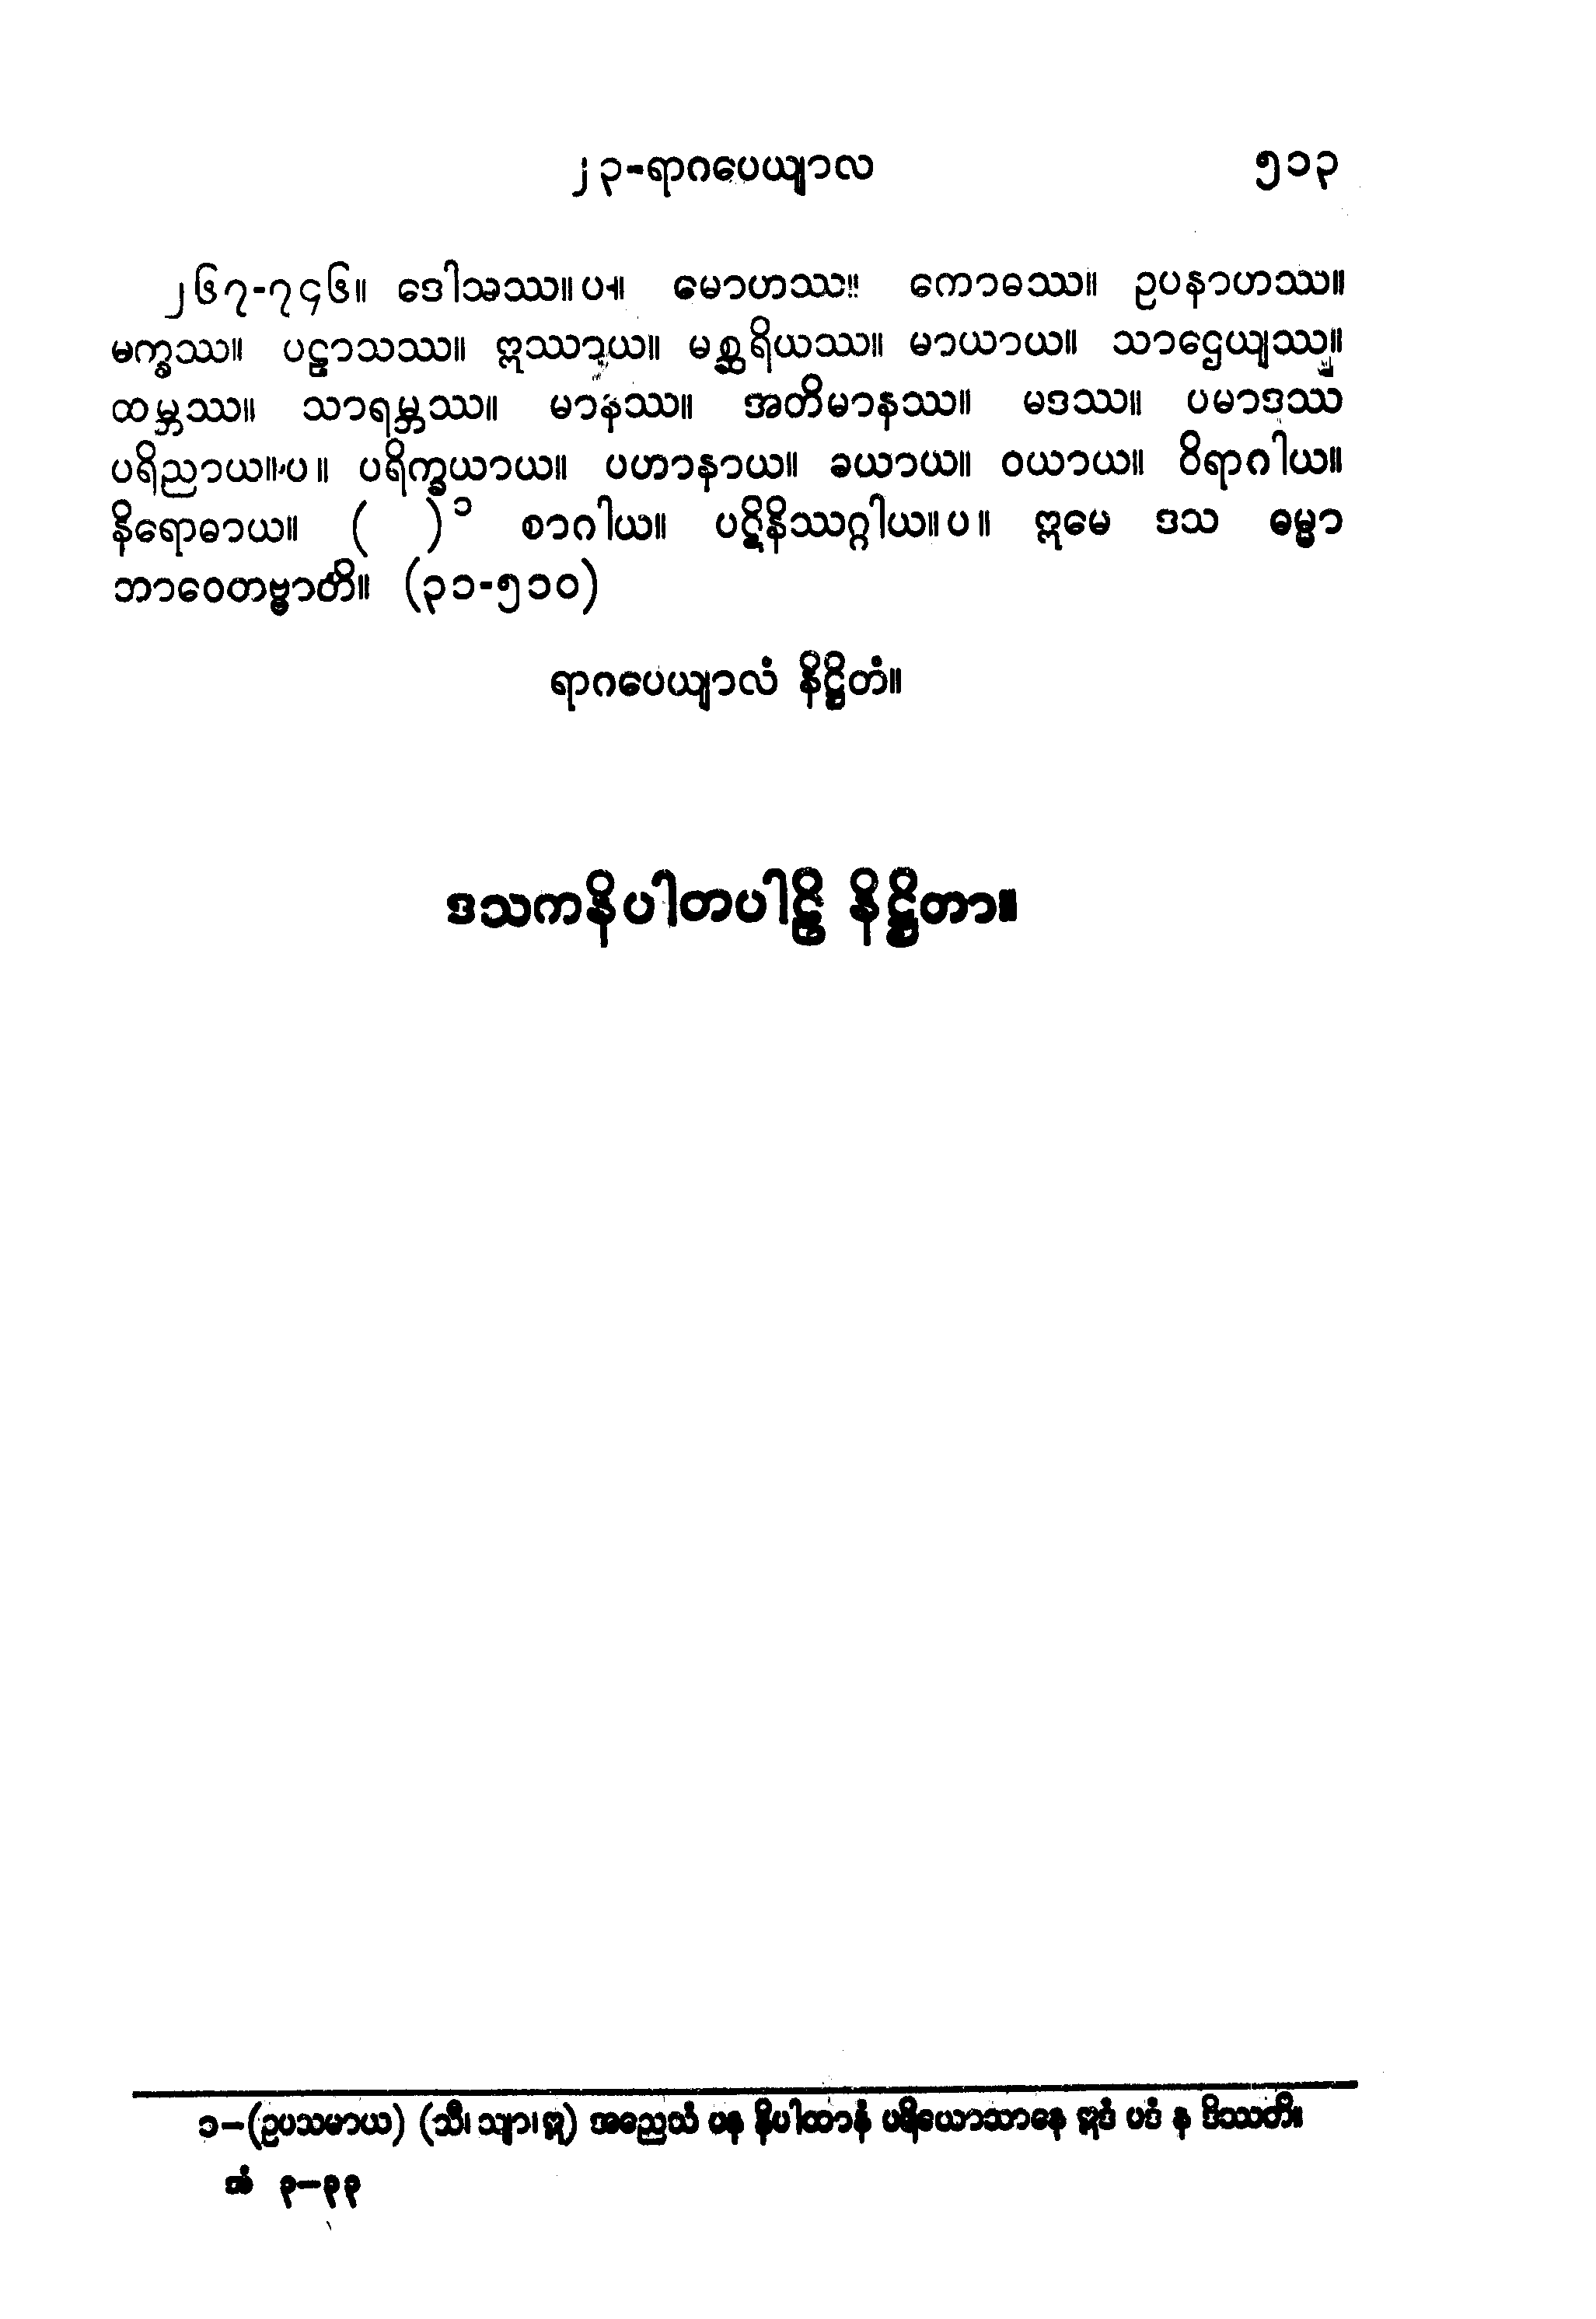 ၂၃-ရာဂပေယျာလ ၅၁၃
၂၆၇-၇၄၆။ ဒေါသဿ။ပ။ မောဟဿ။ ကောဓဿ။ ဥပနာဟဿ။
မက္ခဿ။ ပဠာသဿ။ ဣဿာယ။ မစ္ဆရိယဿ။ မာယာယ။ သာဌေယျဿ။
ထမ္ဘဿ။ သာရမ္ဘဿ။ မာနဿ။ အတိမာနဿ။ မဒဿ။ ပမာဒဿ
ပရိညာယ။ပ။ ပရိက္ခယာယ။ ပဟာနာယ။ ခယာယ။ ဝယာယ။ ဝိရာဂါယ။
နိရောဓာယ။ ( )၁ စာဂါယ။ ပဋိနိဿဂ္ဂါယ။ပ။ ဣမေ ဒသ ဓမ္မာ
ဘာဝေတဗ္ဗာတိ။ (၃၁-၅၁၀)
ရာဂပေယျာလံ နိဋ္ဌိတံ။
ဒသကနိပါတပါဠိ နိဋ္ဌိတာ။
၁–(ဥပသမာယ) (သီ၊ သျာ၊ ဣ) အညေသံ ပန နိပါတာနံ ပရိယောသာနေ ဣဒံ ပဒံ န ဒိဿတိ။
အံ ၃–၃၃